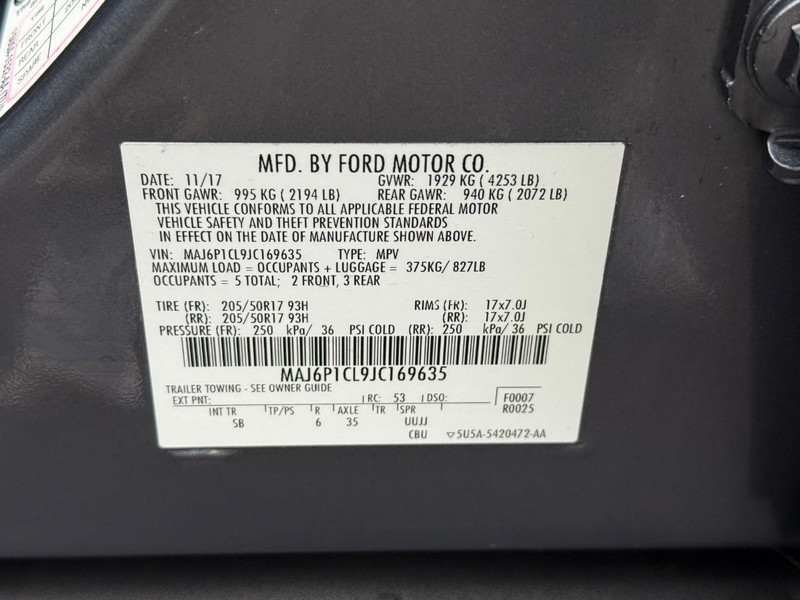 FRONT
REAR
SPARE
MFD. BY FORD MOTOR CO.
DATE: 11/17 GVWR: 1929 KG ( 4253 LB)
FRONT GAWR: 995 KG ( 2194 LB) REAR GAWR: 940 KG ( 2072 LB)
THIS VEHICLE CONFORMS TO ALL APPLICABLE FEDERAL MOTOR
VEHICLE SAFETY AND THEFT PREVENTION STANDARDS
IN EFFECT ON THE DATE OF MANUFACTURE SHOWN ABOVE.
VIN: MAJ6P1CL9JC169635 TYPE: MPV
MAXIMUM LOAD = OCCUPANTS + LUGGAGE = 375KG/ 827LB
OCCUPANTS = 5 TOTAL; 2 FRONT, 3 REAR
TIRE (FR): 205/50R17 93H RIMS (FR): 17x7.0J
(RR): 205/50R17 93H (RR): 17x7.0J
PRESSURE (FR): 250 kPa/ 36 PSI COLD (RR): 250 kPa/ 36 PSI COLD
MAJ6P1CL9JC169635
TRAILER TOWING - SEE OWNER GUIDE
EXT PNT: RC: 53 DSO: F0007
INT TR TP/PS R AXLE TR SPR R0025
SB 6 35 UUJJ
CBU ▽5U5A-5420472-AA